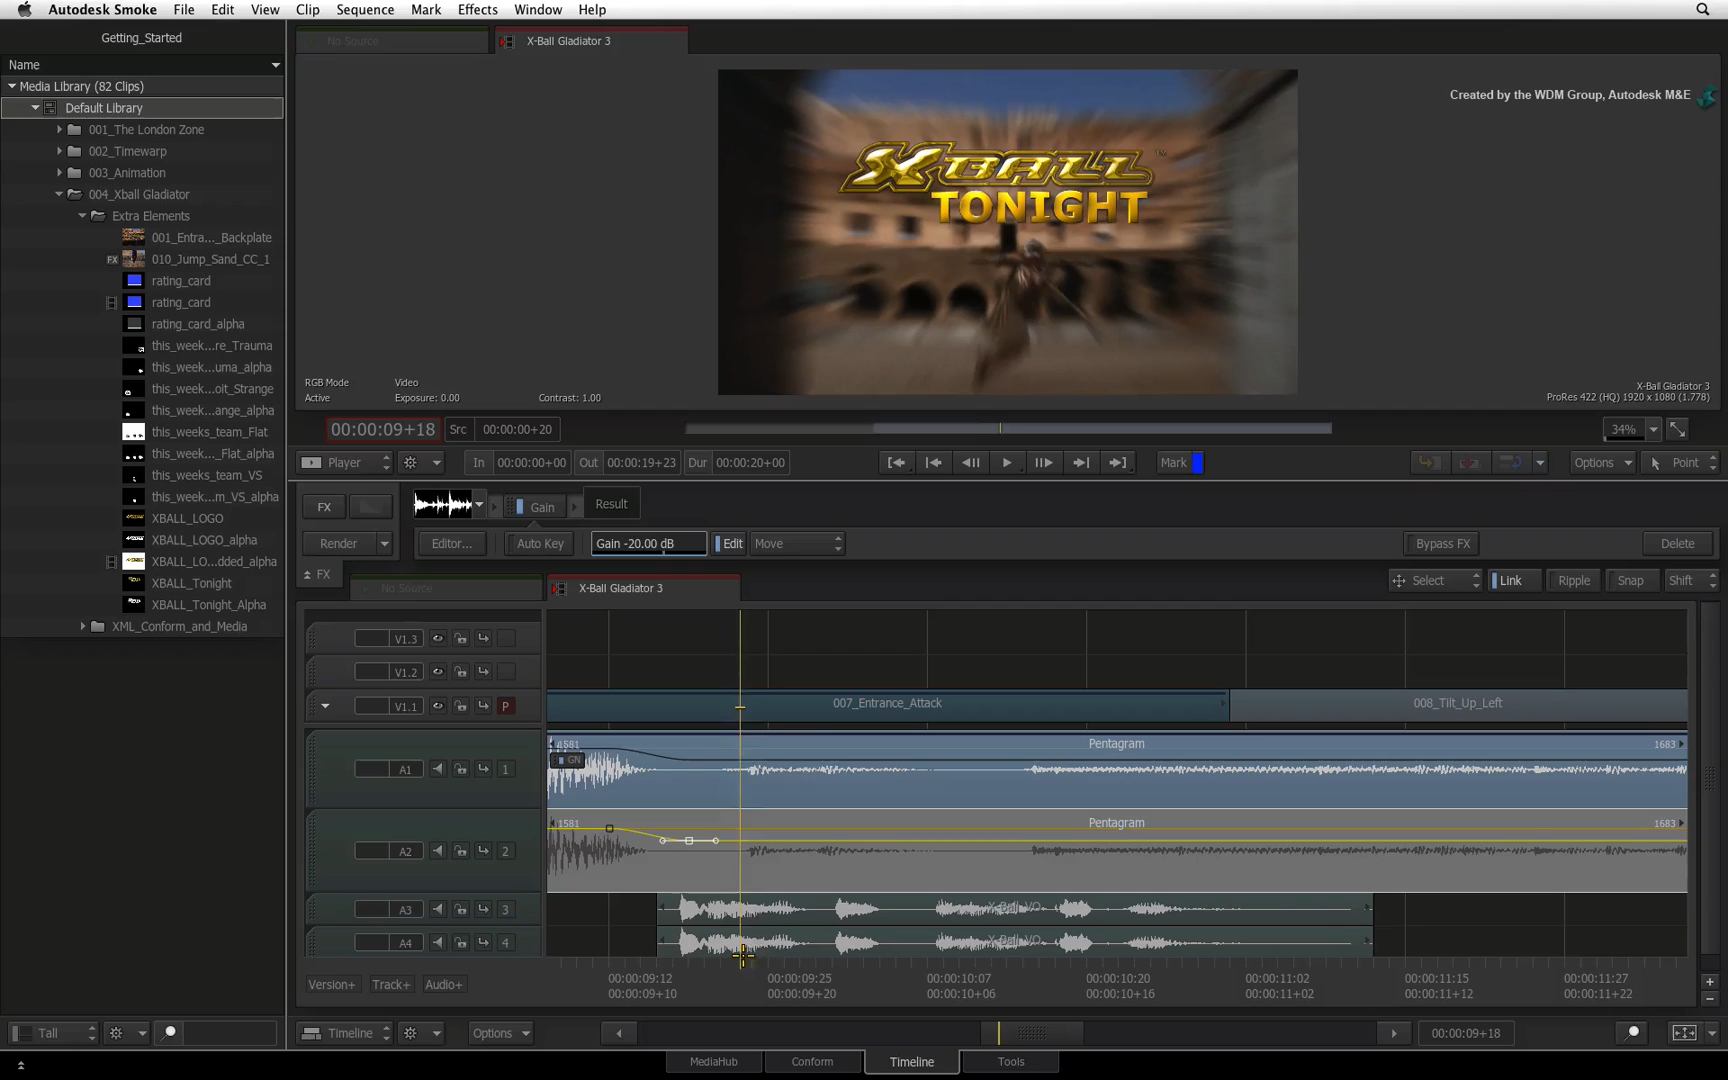 Autodesk Smoke File Edit View Clip Sequence Mark Effects Window Help
Getting_Started
Name
Media Library (82 Clips)
Default Library
001_The London Zone
002_Timewarp
003_Animation
004_Xball Gladiator
Extra Elements
001_Entra..._Backplate
FX 010_Jump_Sand_CC_1
rating_card
rating_card
rating_card_alpha
this_week...re_Trauma
this_week...uma_alpha
this_week...oit_Strange
this_week...ange_alpha
this_weeks_team_Flat
this_week..._Flat_alpha
this_weeks_team_VS
this_week...m_VS_alpha
XBALL_LOGO
XBALL_LOGO_alpha
XBALL_LO...dded_alpha
XBALL_Tonight
XBALL_Tonight_Alpha
XML_Conform_and_Media
Tall
No Source X-Ball Gladiator 3
Created by the WDM Group, Autodesk M&E
XBALL ™
TONIGHT
RGB Mode Video
Active Exposure: 0.00 Contrast: 1.00
X-Ball Gladiator 3
ProRes 422 (HQ) 1920 x 1080 (1.778)
00:00:09+18 Src 00:00:00+20 34%
Player In 00:00:00+00 Out 00:00:19+23 Dur 00:00:20+00 Mark Options Point
FX Gain Result
Render Editor... Auto Key Gain -20.00 dB Edit Move Bypass FX Delete
FX No Source X-Ball Gladiator 3 Select Link Ripple Snap Shift
V1.3
V1.2
V1.1 P 007_Entrance_Attack 008_Tilt_Up_Left
1581 Pentagram 1683
GN
A1 1
1581 Pentagram 1683
A2 2
A3 3 X-Ball_VO
A4 4 X-Ball_VO
Version+ Track+ Audio+
00:00:09:12 00:00:09:25 00:00:10:07 00:00:10:20 00:00:11:02 00:00:11:15 00:00:11:27
00:00:09+10 00:00:09+20 00:00:10+06 00:00:10+16 00:00:11+02 00:00:11+12 00:00:11+22
Timeline Options 00:00:09+18
MediaHub Conform Timeline Tools